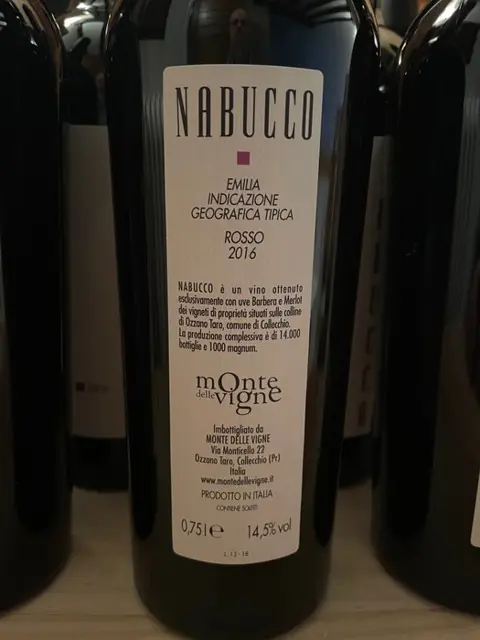 NABUCCO
EMILIA
INDICAZIONE
GEOGRAFICA TIPICA
ROSSO
2016
NABUCCO è un vino ottenuto
esclusivamente con uve Barbera e Merlot
dei vigneti di proprietà situati sulle colline
di Ozzano Taro, comune di Collecchio.
La produzione complessiva è di 14.000
bottiglie e 1000 magnum.
mOnte
delle vigne
Imbottigliato da
MONTE DELLE VIGNE
Via Monticello 22
Ozzano Taro, Collecchio (Pr)
Italia
www.montedellevigne.it
PRODOTTO IN ITALIA
CONTIENE SOLFITI
0,75 l e 14,5% vol
L 12-18